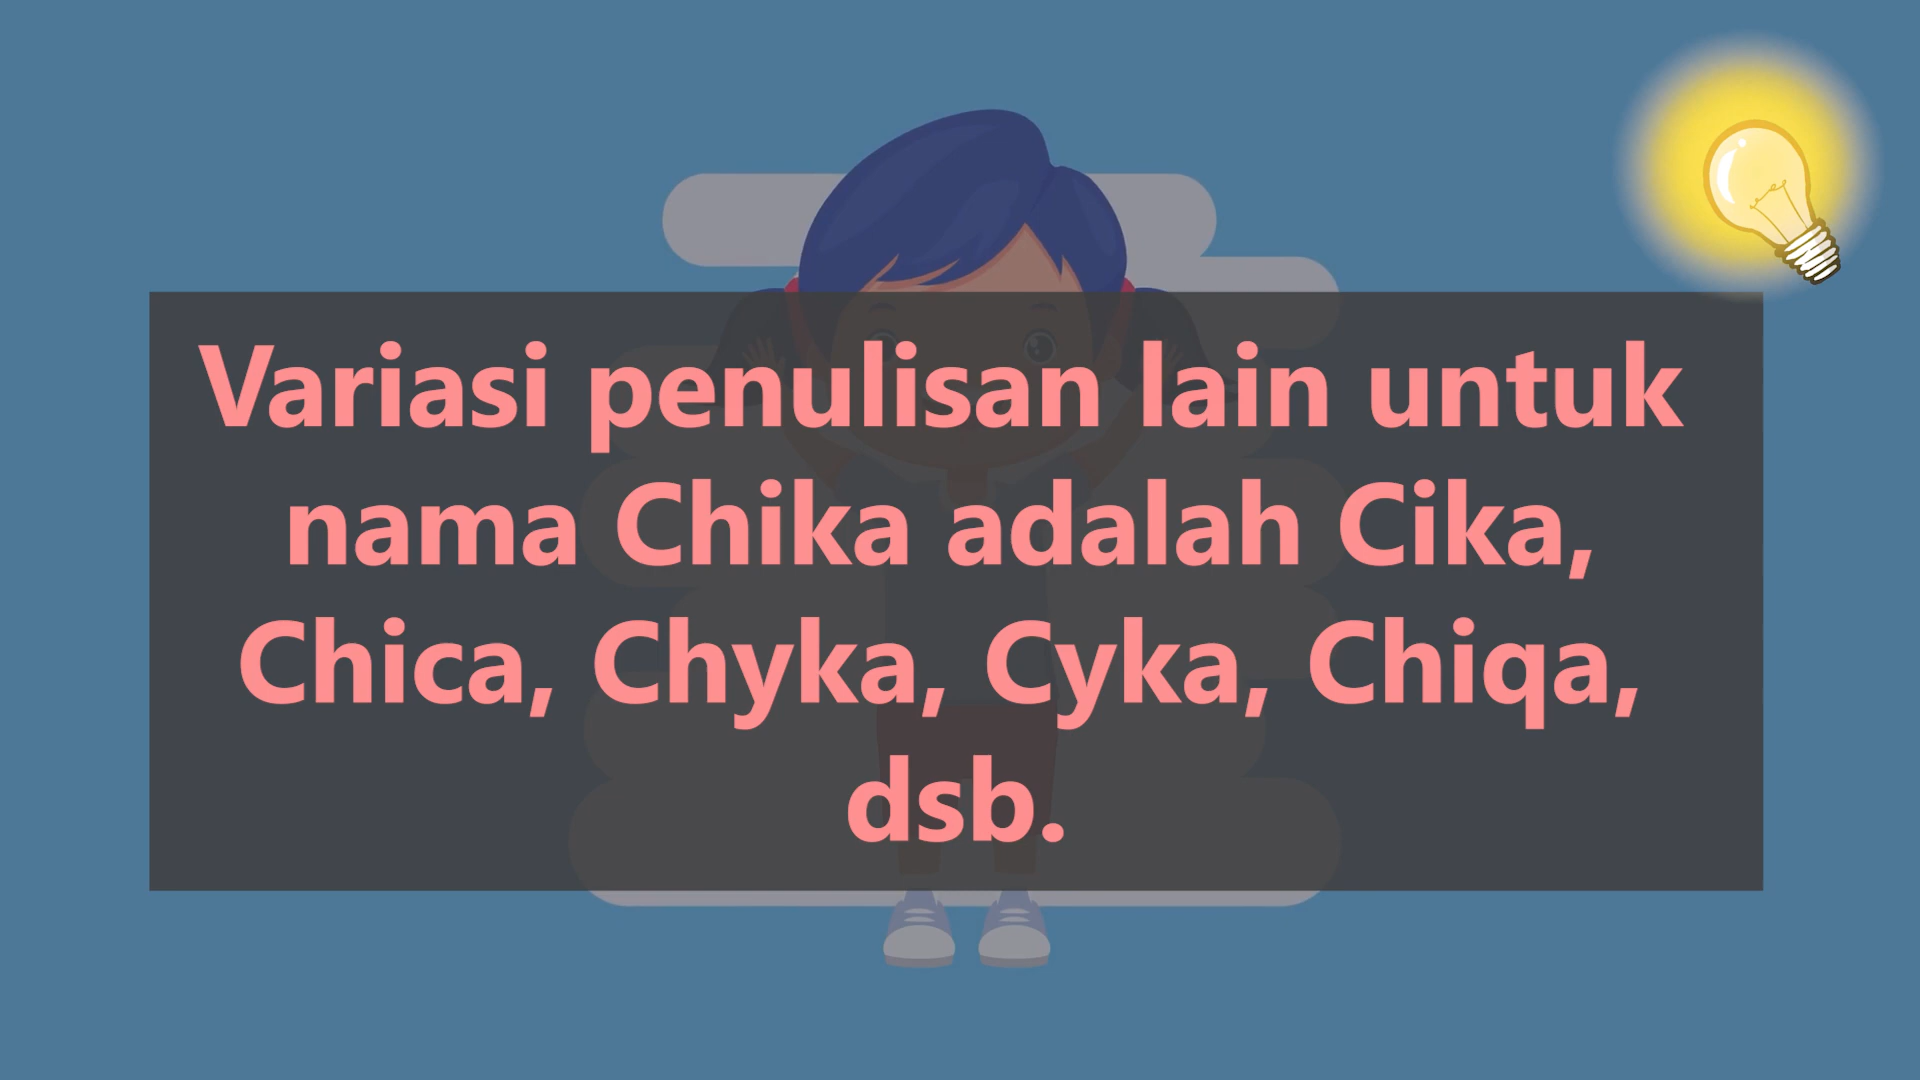 Variasi penulisan lain untuk
nama Chika adalah Cika,
Chica, Chyka, Cyka, Chiqa,
dsb.